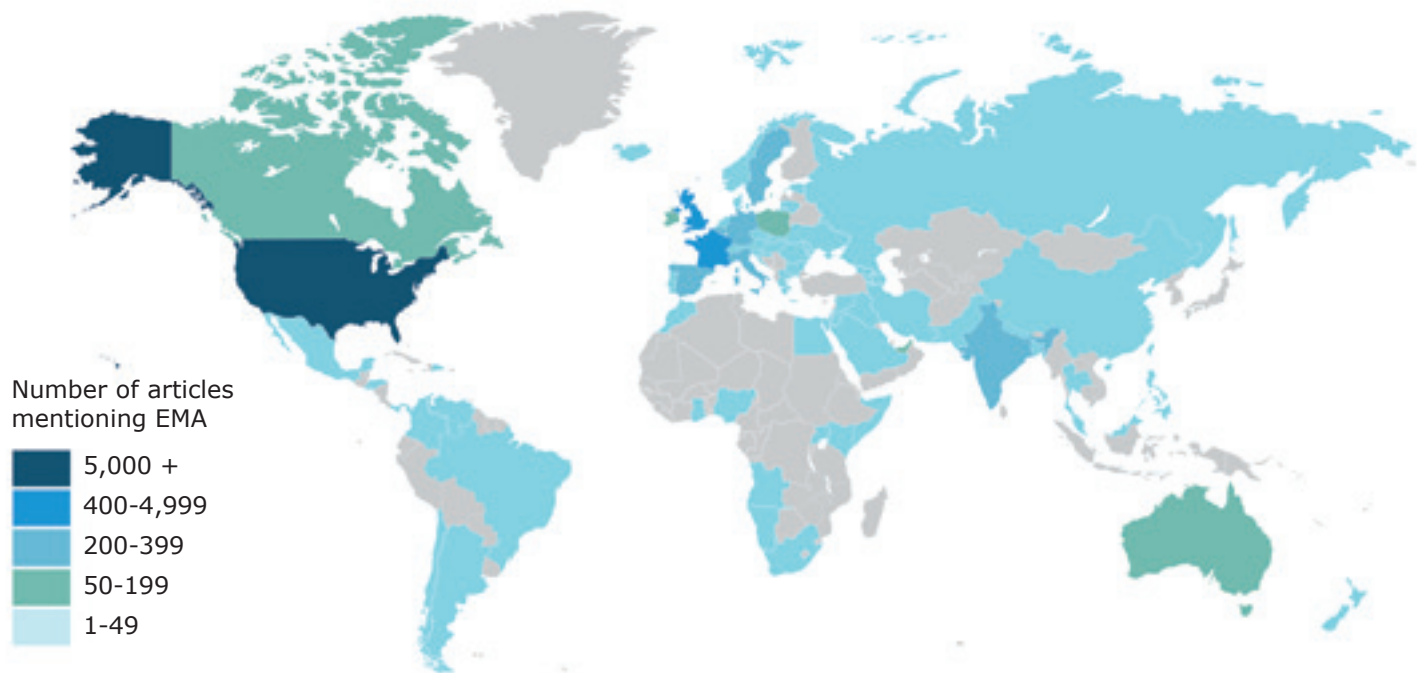 Number of articles
mentioning EMA
5,000 +
400-4,999
200-399
50-199
1-49